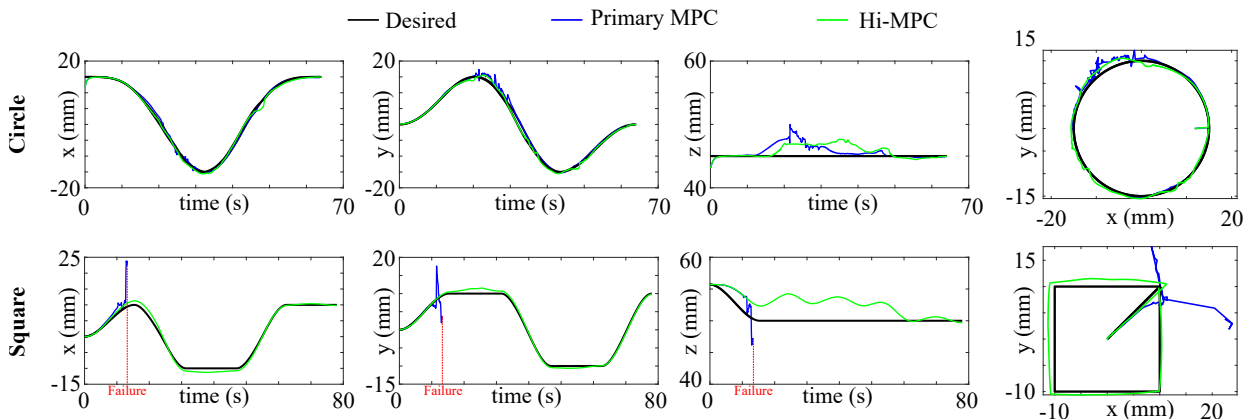 Desired Primary MPC Hi-MPC
Circle
20
x (mm)
-20
0 time (s) 70
20
y (mm)
-20
0 time (s) 70
60
z (mm)
40
0 time (s) 70
15
y (mm)
-15
-20 x (mm) 20
Square
25
x (mm)
-15
0 Failure time (s) 80
20
y (mm)
-15
0 Failure time (s) 80
60
z (mm)
40
0 Failure time (s) 80
15
y (mm)
-10
-10 x (mm) 20